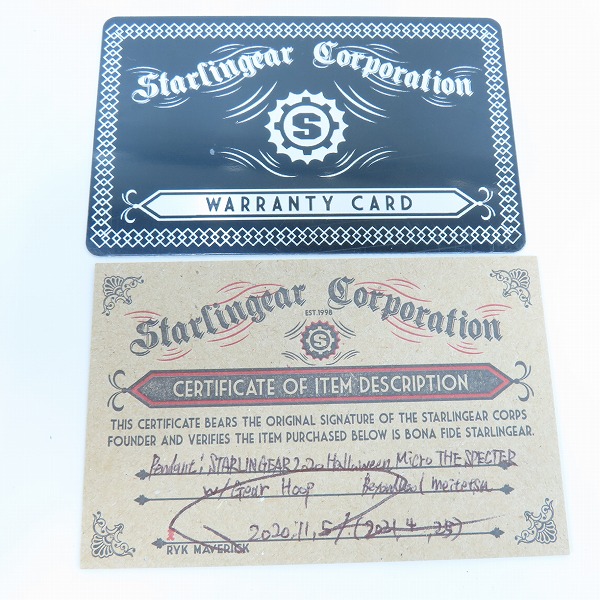 Starlingear Corporation
S
WARRANTY CARD
Starlingear Corporation
EST.1998
S
CERTIFICATE OF ITEM DESCRIPTION
THIS CERTIFICATE BEARS THE ORIGINAL SIGNATURE OF THE STARLINGEAR CORPS
FOUNDER AND VERIFIES THE ITEM PURCHASED BELOW IS BONA FIDE STARLINGEAR.
Pendant: STARLINGEAR 2020 Halloween Micro THE SPECTER
w/ Gear Hoop meitetsu
2020, 11, 5 (2021, 4, 25)
X
RYK MAVERICK